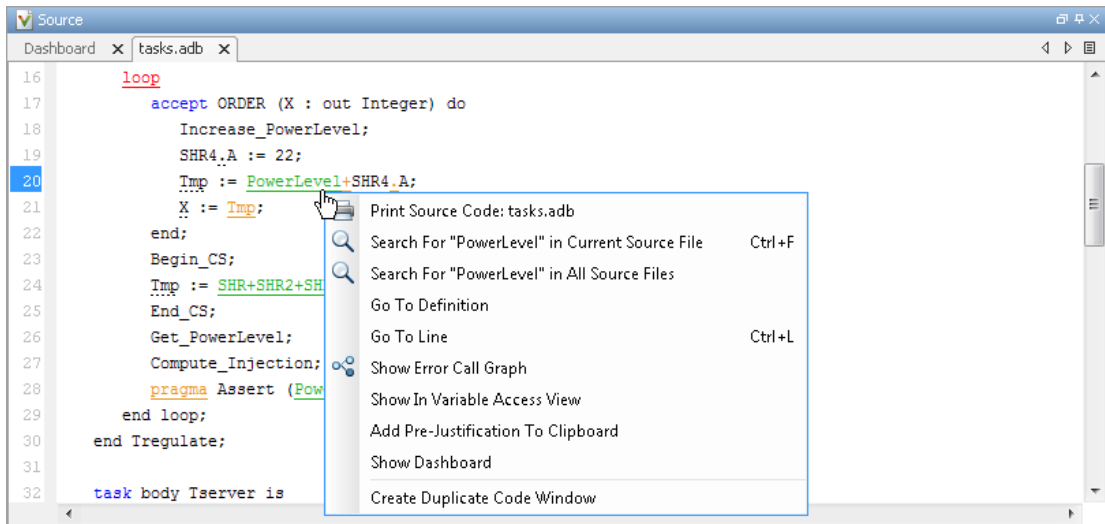 Source
Dashboard tasks.adb
16 loop
17 accept ORDER (X : out Integer) do
18 Increase_PowerLevel;
19 SHR4.A := 22;
20 Tmp := PowerLevel+SHR4.A;
21 X := Tmp;
22 end;
23 Begin_CS;
24 Tmp := SHR+SHR2+SH
25 End_CS;
26 Get_PowerLevel;
27 Compute_Injection;
28 pragma Assert (Pow
29 end loop;
30 end Tregulate;
31
32 task body Tserver is
Print Source Code: tasks.adb
Search For "PowerLevel" in Current Source File Ctrl+F
Search For "PowerLevel" in All Source Files
Go To Definition
Go To Line Ctrl+L
Show Error Call Graph
Show In Variable Access View
Add Pre-Justification To Clipboard
Show Dashboard
Create Duplicate Code Window